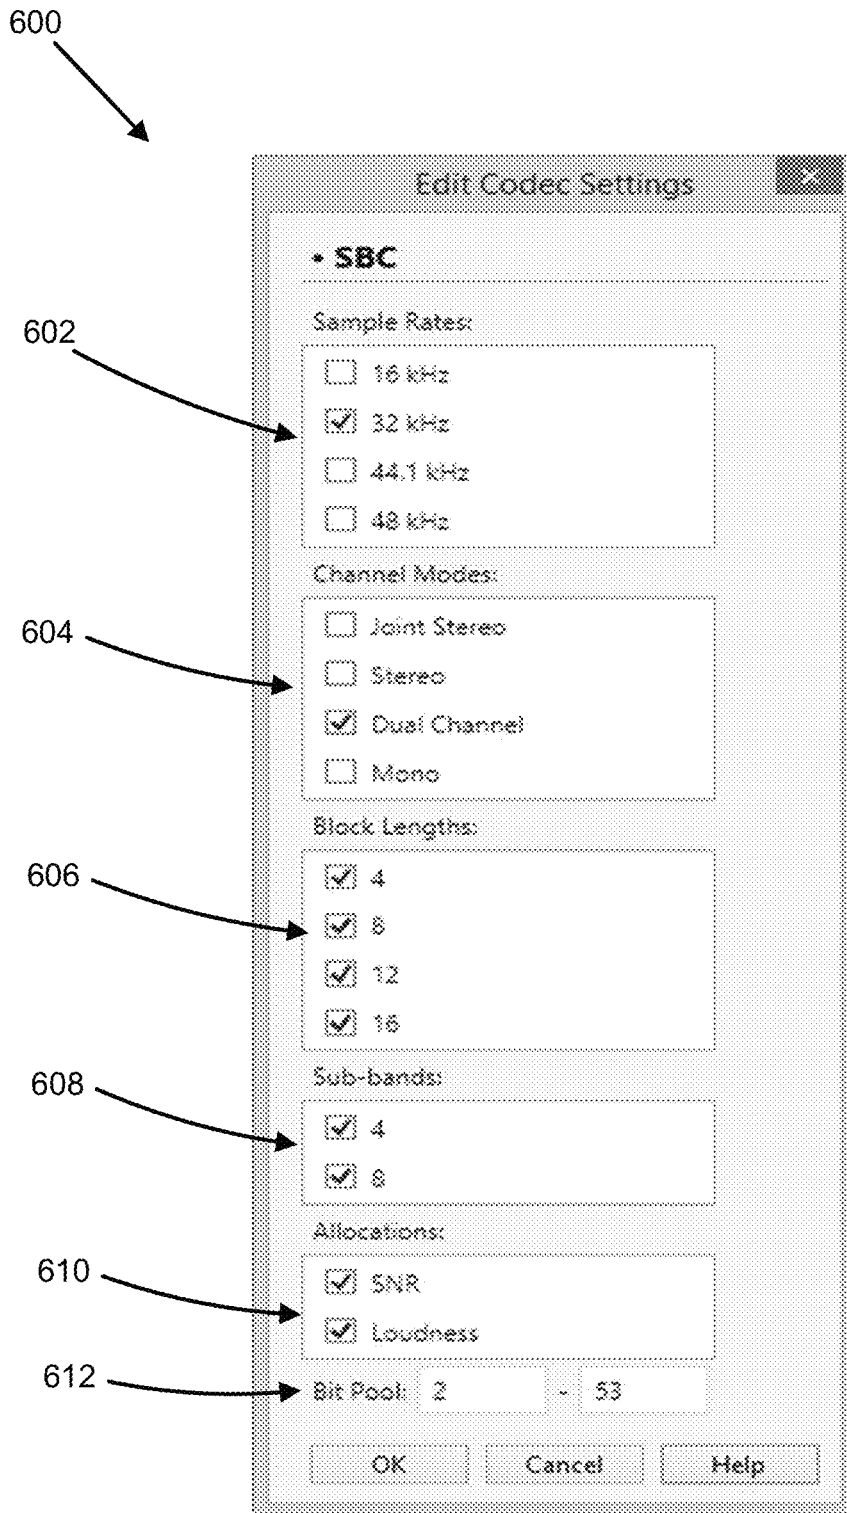 600
Edit Codec Settings
• SBC
602
Sample Rates:
16 kHz
32 kHz
44.1 kHz
48 kHz
604
Channel Modes:
Joint Stereo
Stereo
Dual Channel
Mono
606
Block Lengths:
4
8
12
16
608
Sub-bands:
4
8
610
Allocations:
SNR
Loudness
612
Bit Pool: 2 - 53
OK Cancel Help